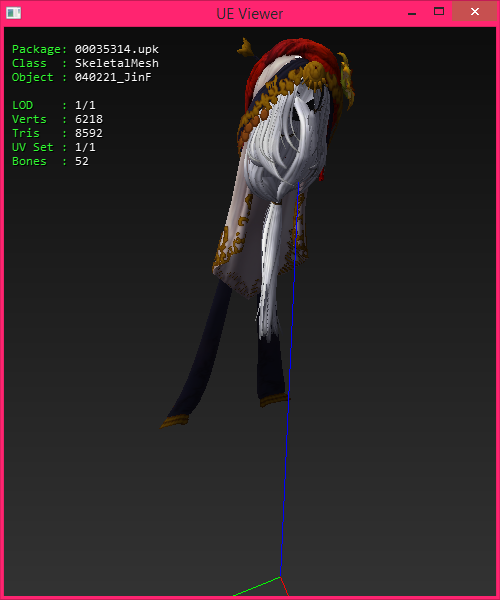 UE Viewer
Package: 00035314.upk
Class : SkeletalMesh
Object : 040221_JinF
LOD : 1/1
Verts : 6218
Tris : 8592
UV Set : 1/1
Bones : 52